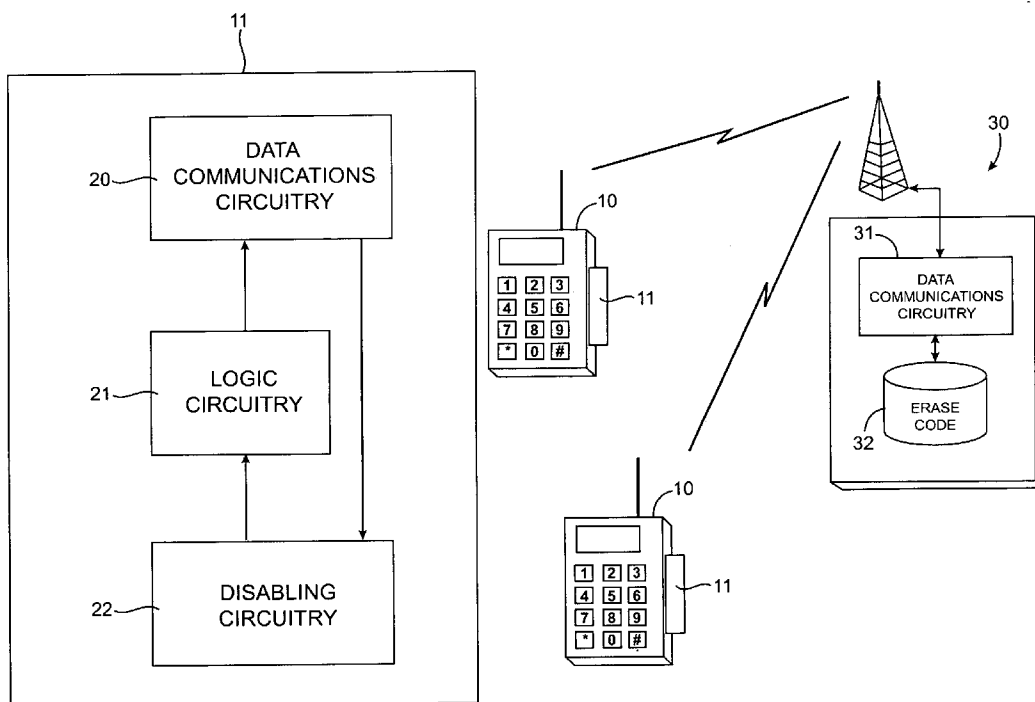 11
20
DATA
COMMUNICATIONS
CIRCUITRY
21
LOGIC
CIRCUITRY
22
DISABLING
CIRCUITRY
10
1 2 3
4 5 6
7 8 9
* 0 #
11
10
1 2 3
4 5 6
7 8 9
* 0 #
11
30
31
DATA
COMMUNICATIONS
CIRCUITRY
32
ERASE
CODE